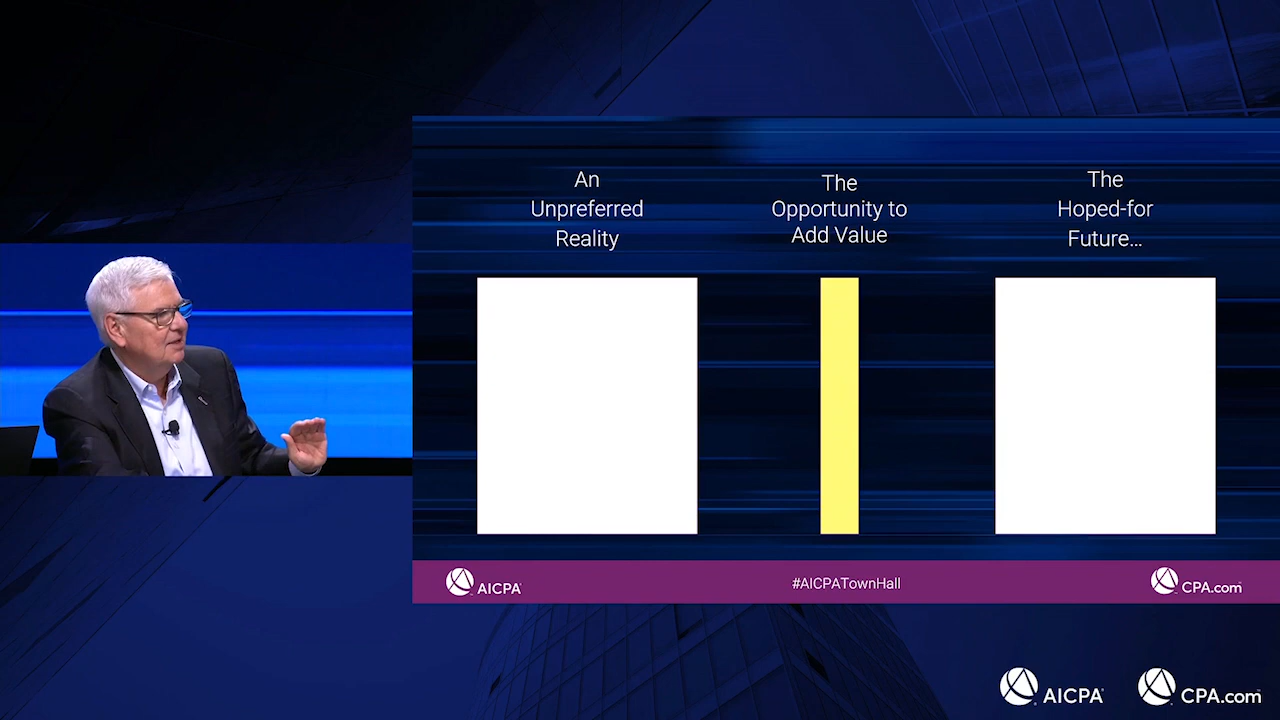 An
Unpreferred
Reality
The
Opportunity to
Add Value
The
Hoped-for
Future...
AICPA
#AICPATownHall
CPA.com
AICPA
CPA.com